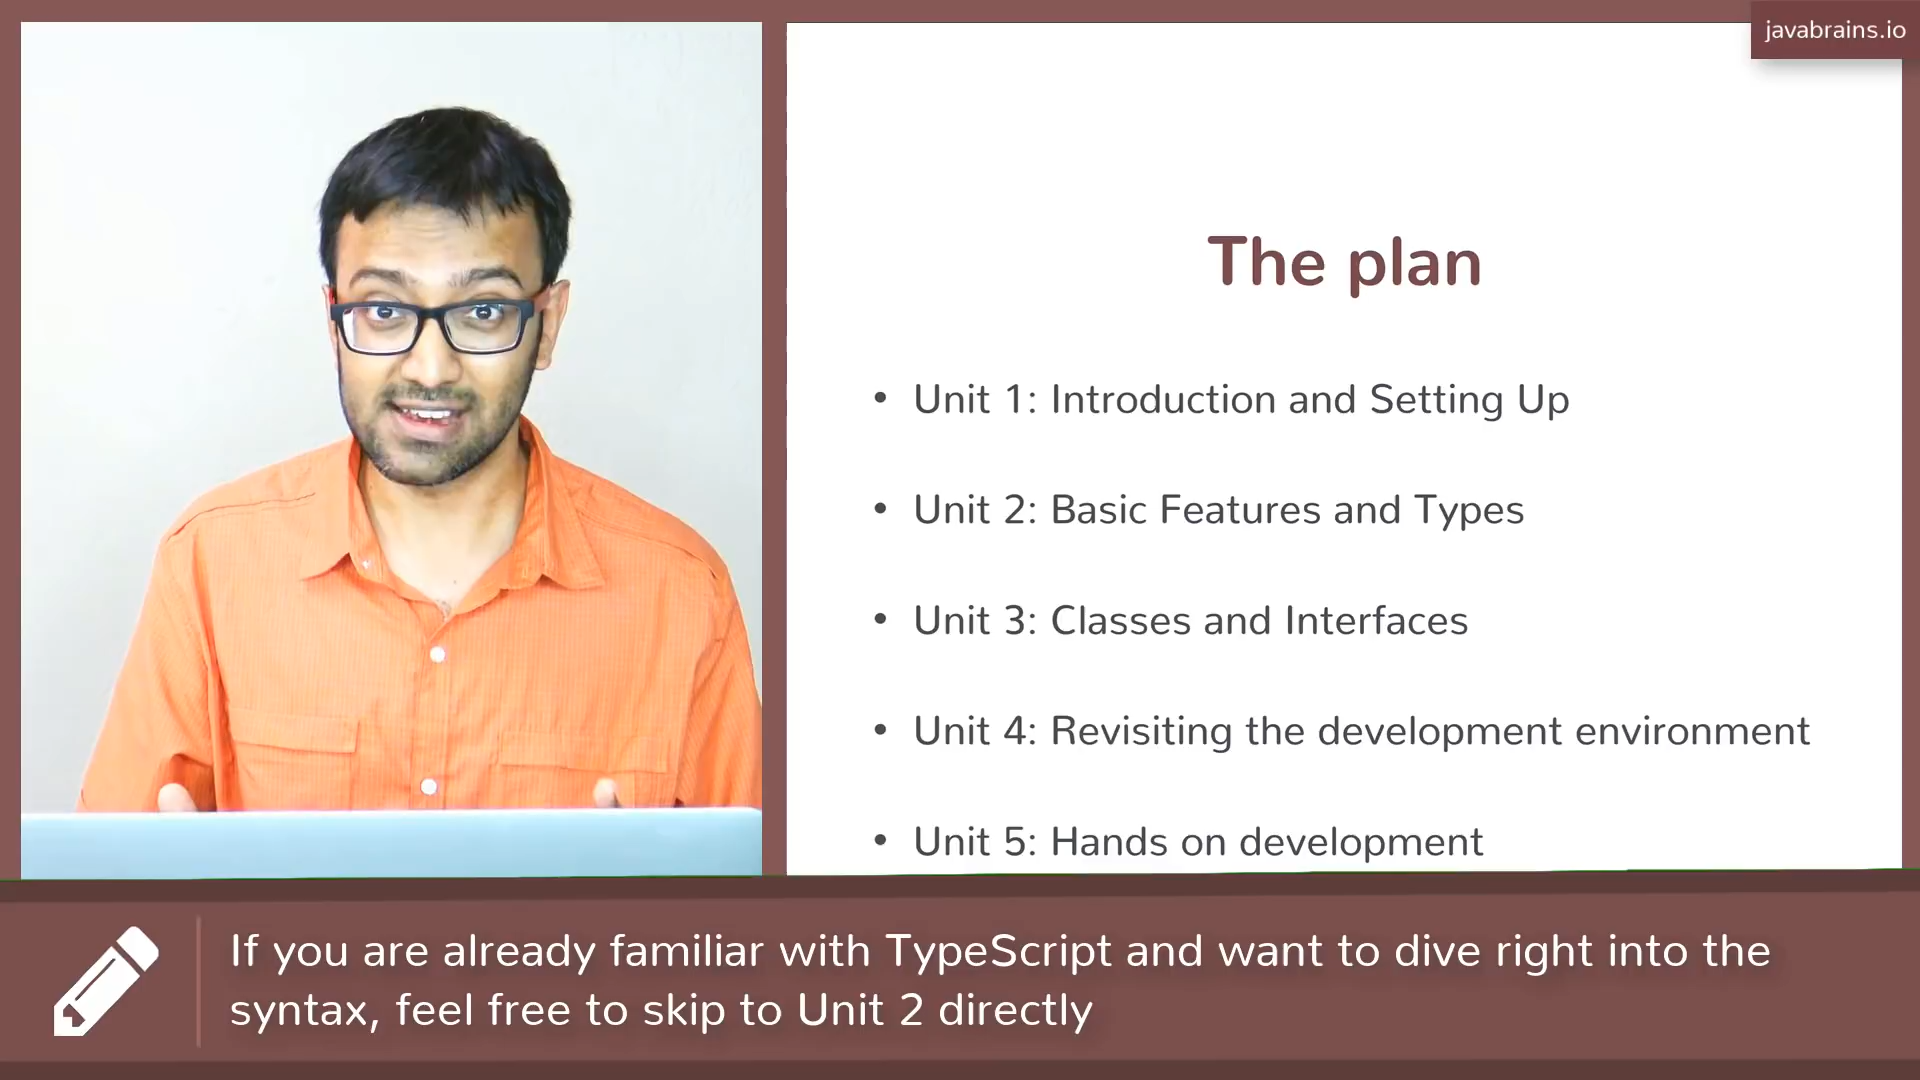 javabrains.io
The plan
• Unit 1: Introduction and Setting Up
• Unit 2: Basic Features and Types
• Unit 3: Classes and Interfaces
• Unit 4: Revisiting the development environment
• Unit 5: Hands on development
If you are already familiar with TypeScript and want to dive right into the
syntax, feel free to skip to Unit 2 directly